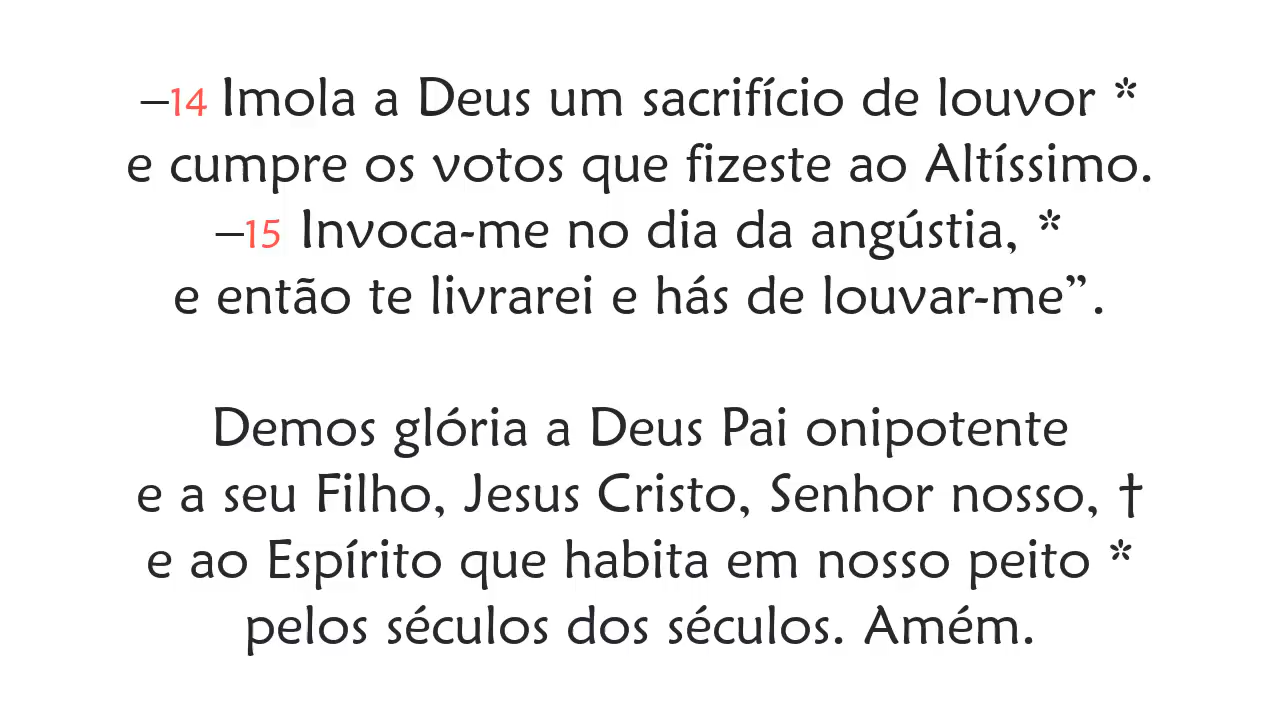 –14 Imola a Deus um sacrifício de louvor *
e cumpre os votos que fizeste ao Altíssimo.
–15 Invoca-me no dia da angústia, *
e então te livrarei e hás de louvar-me”.
Demos glória a Deus Pai onipotente
e a seu Filho, Jesus Cristo, Senhor nosso, †
e ao Espírito que habita em nosso peito *
pelos séculos dos séculos. Amém.